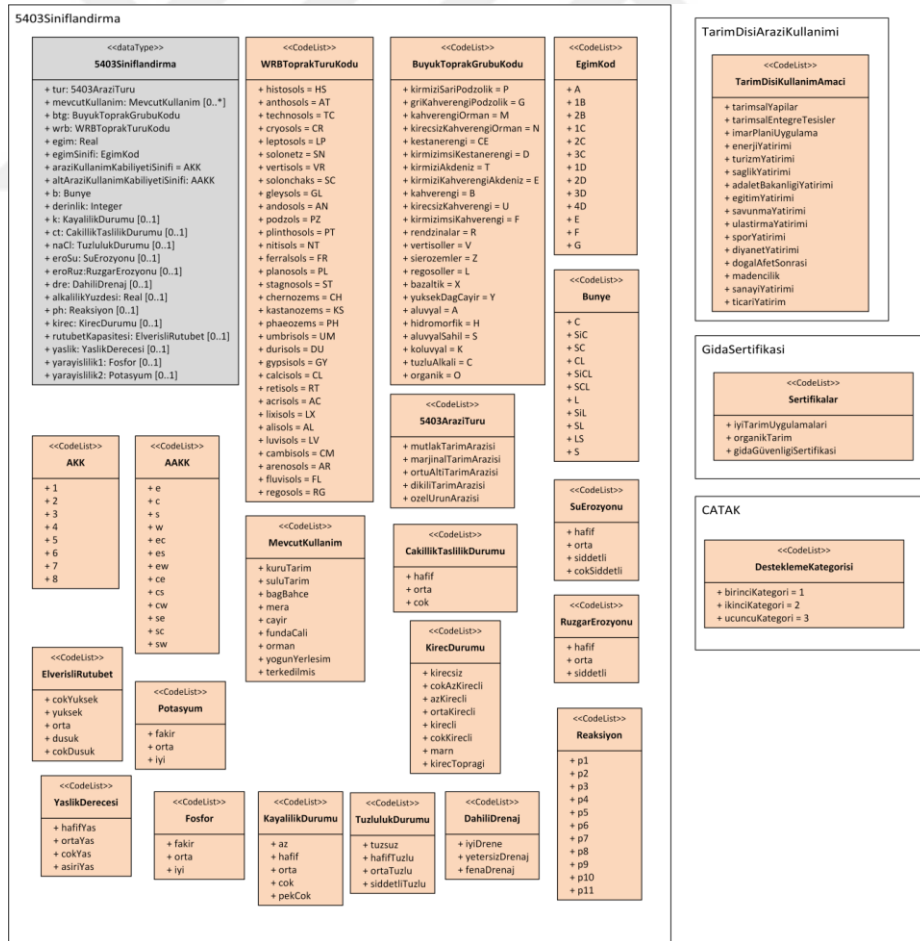 5403Siniflandirma
<<dataType>>
5403Siniflandirma
+ tur: 5403AraziTuru
+ mevcutKullanim: MevcutKullanim [0..*]
+ btg: BuyukToprakGrubuKodu
+ wrb: WRBToprakTuruKodu
+ egim: Real
+ egimSinifi: EgimKod
+ araziKullanimKabiliyetiSinifi = AKK
+ altAraziKullanimKabiliyetiSinifi: AAKK
+ b: Bunye
+ derinlik: Integer
+ k: KayalilikDurumu [0..1]
+ ct: CakillikTaslilikDurumu [0..1]
+ naCl: TuzlulukDurumu [0..1]
+ eroSu: SuErozyonu [0..1]
+ eroRuz:RuzgarErozyonu [0..1]
+ dre: DahiliDrenaj [0..1]
+ alkalilikYuzdesi: Real [0..1]
+ ph: Reaksiyon [0..1]
+ kirec: KirecDurumu [0..1]
+ rutubetKapasitesi: ElverisliRutubet [0..1]
+ yaslik: YaslikDerecesi [0..1]
+ yarayislilik1: Fosfor [0..1]
+ yarayislilik2: Potasyum [0..1]
<<CodeList>>
WRBToprakTuruKodu
+ histosols = HS
+ anthosols = AT
+ technosols = TC
+ cryosols = CR
+ leptosols = LP
+ solonetz = SN
+ vertisols = VR
+ solonchaks = SC
+ gleysols = GL
+ andosols = AN
+ podzols = PZ
+ plinthosols = PT
+ nitisols = NT
+ ferralsols = FR
+ planosols = PL
+ stagnosols = ST
+ chernozems = CH
+ kastanozems = KS
+ phaeozems = PH
+ umbrisols = UM
+ durisols = DU
+ gypsisols = GY
+ calcisols = CL
+ retisols = RT
+ acrisols = AC
+ lixisols = LX
+ alisols = AL
+ luvisols = LV
+ cambisols = CM
+ arenosols = AR
+ fluvisols = FL
+ regosols = RG
<<CodeList>>
BuyukToprakGrubuKodu
+ kirmiziSariPodzolik = P
+ griKahverengiPodzolik = G
+ kahverengiOrman = M
+ kirecsizKahverengiOrman = N
+ kestanerengi = CE
+ kirmizimsiKestanerengi = D
+ kirmiziAkdeniz = T
+ kirmiziKahverengiAkdeniz = E
+ kahverengi = B
+ kirecsizKahverengi = U
+ kirmizimsiKahverengi = F
+ rendzinalar = R
+ vertisoller = V
+ sierozemler = Z
+ regosoller = L
+ bazaltik = X
+ yuksekDagCayir = Y
+ aluvyal = A
+ hidromorfik = H
+ aluvyalSahil = S
+ koluvyal = K
+ tuzluAlkali = C
+ organik = O
<<CodeList>>
EgimKod
+ A
+ 1B
+ 2B
+ 1C
+ 2C
+ 3C
+ 1D
+ 2D
+ 3D
+ 4D
+ E
+ F
+ G
<<CodeList>>
Bunye
+ C
+ SiC
+ SC
+ CL
+ SiCL
+ SCL
+ L
+ SiL
+ SL
+ LS
+ S
<<CodeList>>
5403AraziTuru
+ mutlakTarimArazisi
+ marjinalTarimArazisi
+ ortuAltiTarimArazisi
+ dikiliTarimArazisi
+ ozelUrunArazisi
<<CodeList>>
AKK
+ 1
+ 2
+ 3
+ 4
+ 5
+ 6
+ 7
+ 8
<<CodeList>>
AAKK
+ e
+ c
+ s
+ w
+ ec
+ es
+ ew
+ ce
+ cs
+ cw
+ se
+ sc
+ sw
<<CodeList>>
MevcutKullanim
+ kuruTarim
+ suluTarim
+ bagBahce
+ mera
+ cayir
+ fundaCali
+ orman
+ yogunYerlesim
+ terkedilmis
<<CodeList>>
CakillikTaslilikDurumu
+ hafif
+ orta
+ cok
<<CodeList>>
SuErozyonu
+ hafif
+ orta
+ siddetli
+ cokSiddetli
<<CodeList>>
RuzgarErozyonu
+ hafif
+ orta
+ siddetli
<<CodeList>>
KirecDurumu
+ kirecsiz
+ cokAzKirecli
+ azKirecli
+ ortaKirecli
+ kirecli
+ cokKirecli
+ marn
+ kirecTopragi
<<CodeList>>
ElverisliRutubet
+ cokYuksek
+ yuksek
+ orta
+ dusuk
+ cokDusuk
<<CodeList>>
Potasyum
+ fakir
+ orta
+ iyi
<<CodeList>>
Reaksiyon
+ p1
+ p2
+ p3
+ p4
+ p5
+ p6
+ p7
+ p8
+ p9
+ p10
+ p11
<<CodeList>>
YaslikDerecesi
+ hafifYas
+ ortaYas
+ cokYas
+ asiriYas
<<CodeList>>
Fosfor
+ fakir
+ orta
+ iyi
<<CodeList>>
KayalilikDurumu
+ az
+ hafif
+ orta
+ cok
+ pekCok
<<CodeList>>
TuzlulukDurumu
+ tuzsuz
+ hafifTuzlu
+ ortaTuzlu
+ siddetliTuzlu
<<CodeList>>
DahiliDrenaj
+ iyiDrene
+ yetersizDrenaj
+ fenaDrenaj
TarimDisiAraziKullanimi
<<CodeList>>
TarimDisiKullanimAmaci
+ tarimsalYapilar
+ tarimsalEntegreTesisler
+ imarPlaniUygulama
+ enerjiYatirimi
+ turizmYatirimi
+ saglikYatirimi
+ adaletBakanligiYatirimi
+ egitimYatirimi
+ savunmaYatirimi
+ ulastirmaYatirimi
+ sporYatirimi
+ diyanetYatirimi
+ dogalAfetSonrasi
+ madencilik
+ sanayiYatirimi
+ ticariYatirim
GidaSertifikasi
<<CodeList>>
Sertifikalar
+ iyiTarimUygulamalari
+ organikTarim
+ gidaGüvenligiSertifikasi
CATAK
<<CodeList>>
DesteklemeKategorisi
+ birinciKategori = 1
+ ikinciKategori = 2
+ ucuncuKategori = 3